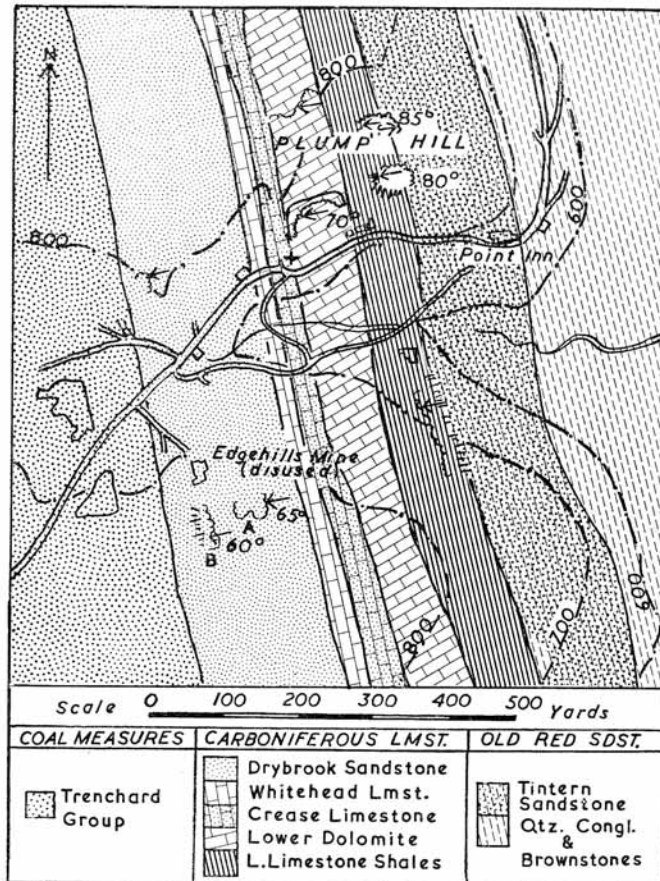 N
800
85°
PLUMP HILL
80°
70°
600
800
Point Inn
Edgehills Mine
(disused)
A
65°
60°
B
800
700
600
Scale 0 100 200 300 400 500 Yards
COAL MEASURES
Trenchard
Group
CARBONIFEROUS LMST.
Drybrook Sandstone
Whitehead Lmst.
Crease Limestone
Lower Dolomite
L.Limestone Shales
OLD RED SDST.
Tintern
Sandstone
Qtz. Congl.
&
Brownstones